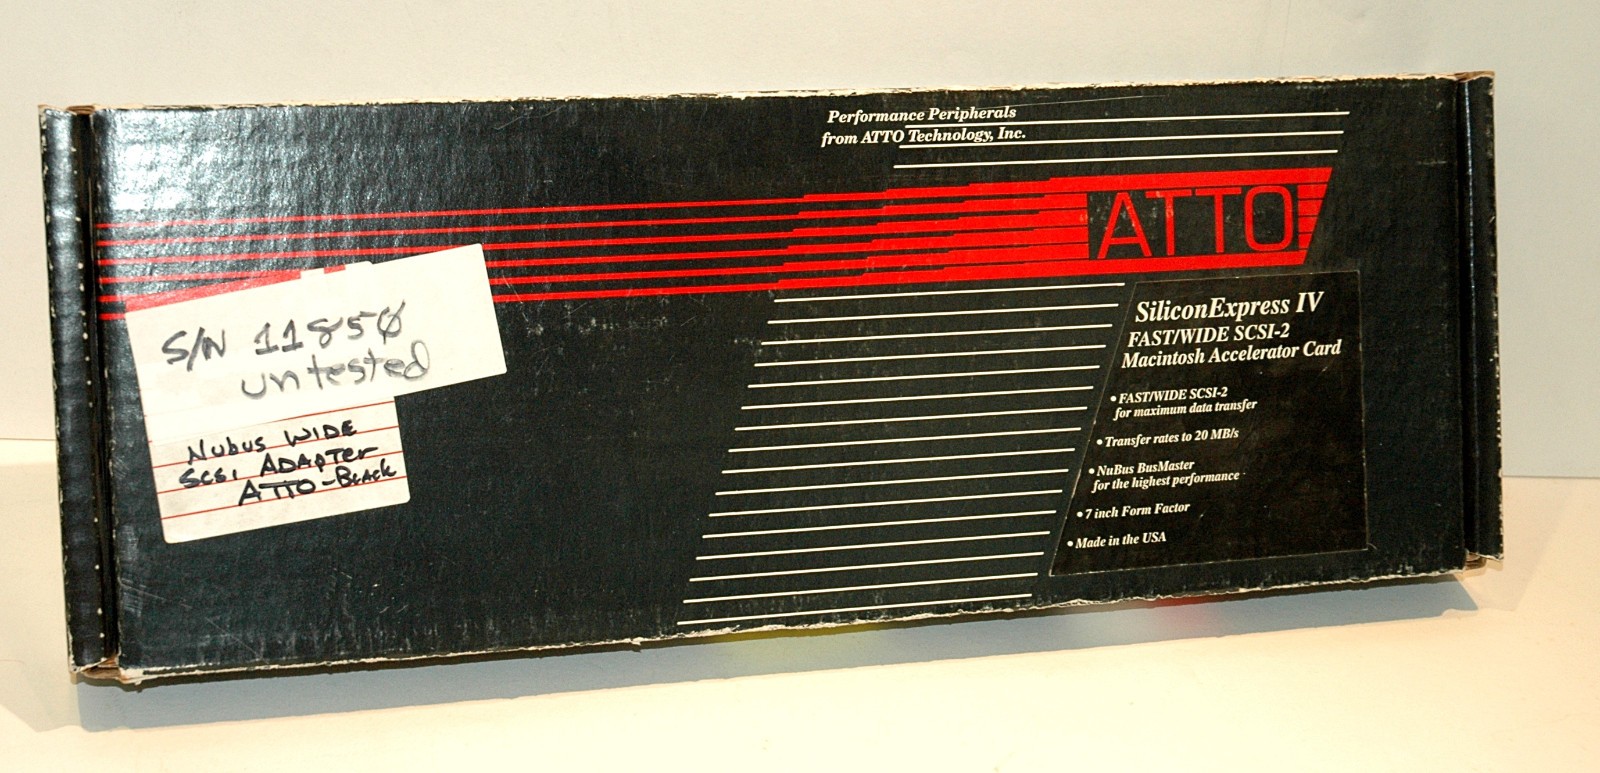 Performance Peripherals
from ATTO Technology, Inc.
ATTO
S/N 11850
untested
Nubus WIDE
SCSI ADAPTER
ATTO-BLACK
SiliconExpress IV
FAST/WIDE SCSI-2
Macintosh Accelerator Card
• FAST/WIDE SCSI-2
for maximum data transfer
• Transfer rates to 20 MB/s
• NuBus BusMaster
for the highest performance
• 7 inch Form Factor
• Made in the USA